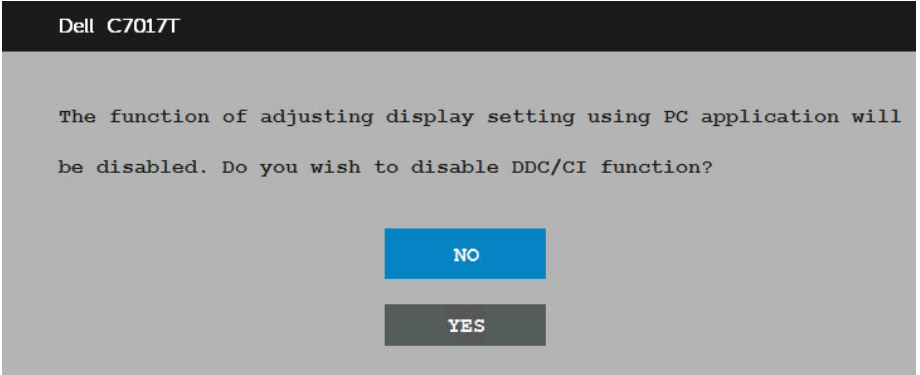 Dell C7017T
The function of adjusting display setting using PC application will
be disabled. Do you wish to disable DDC/CI function?
NO
YES